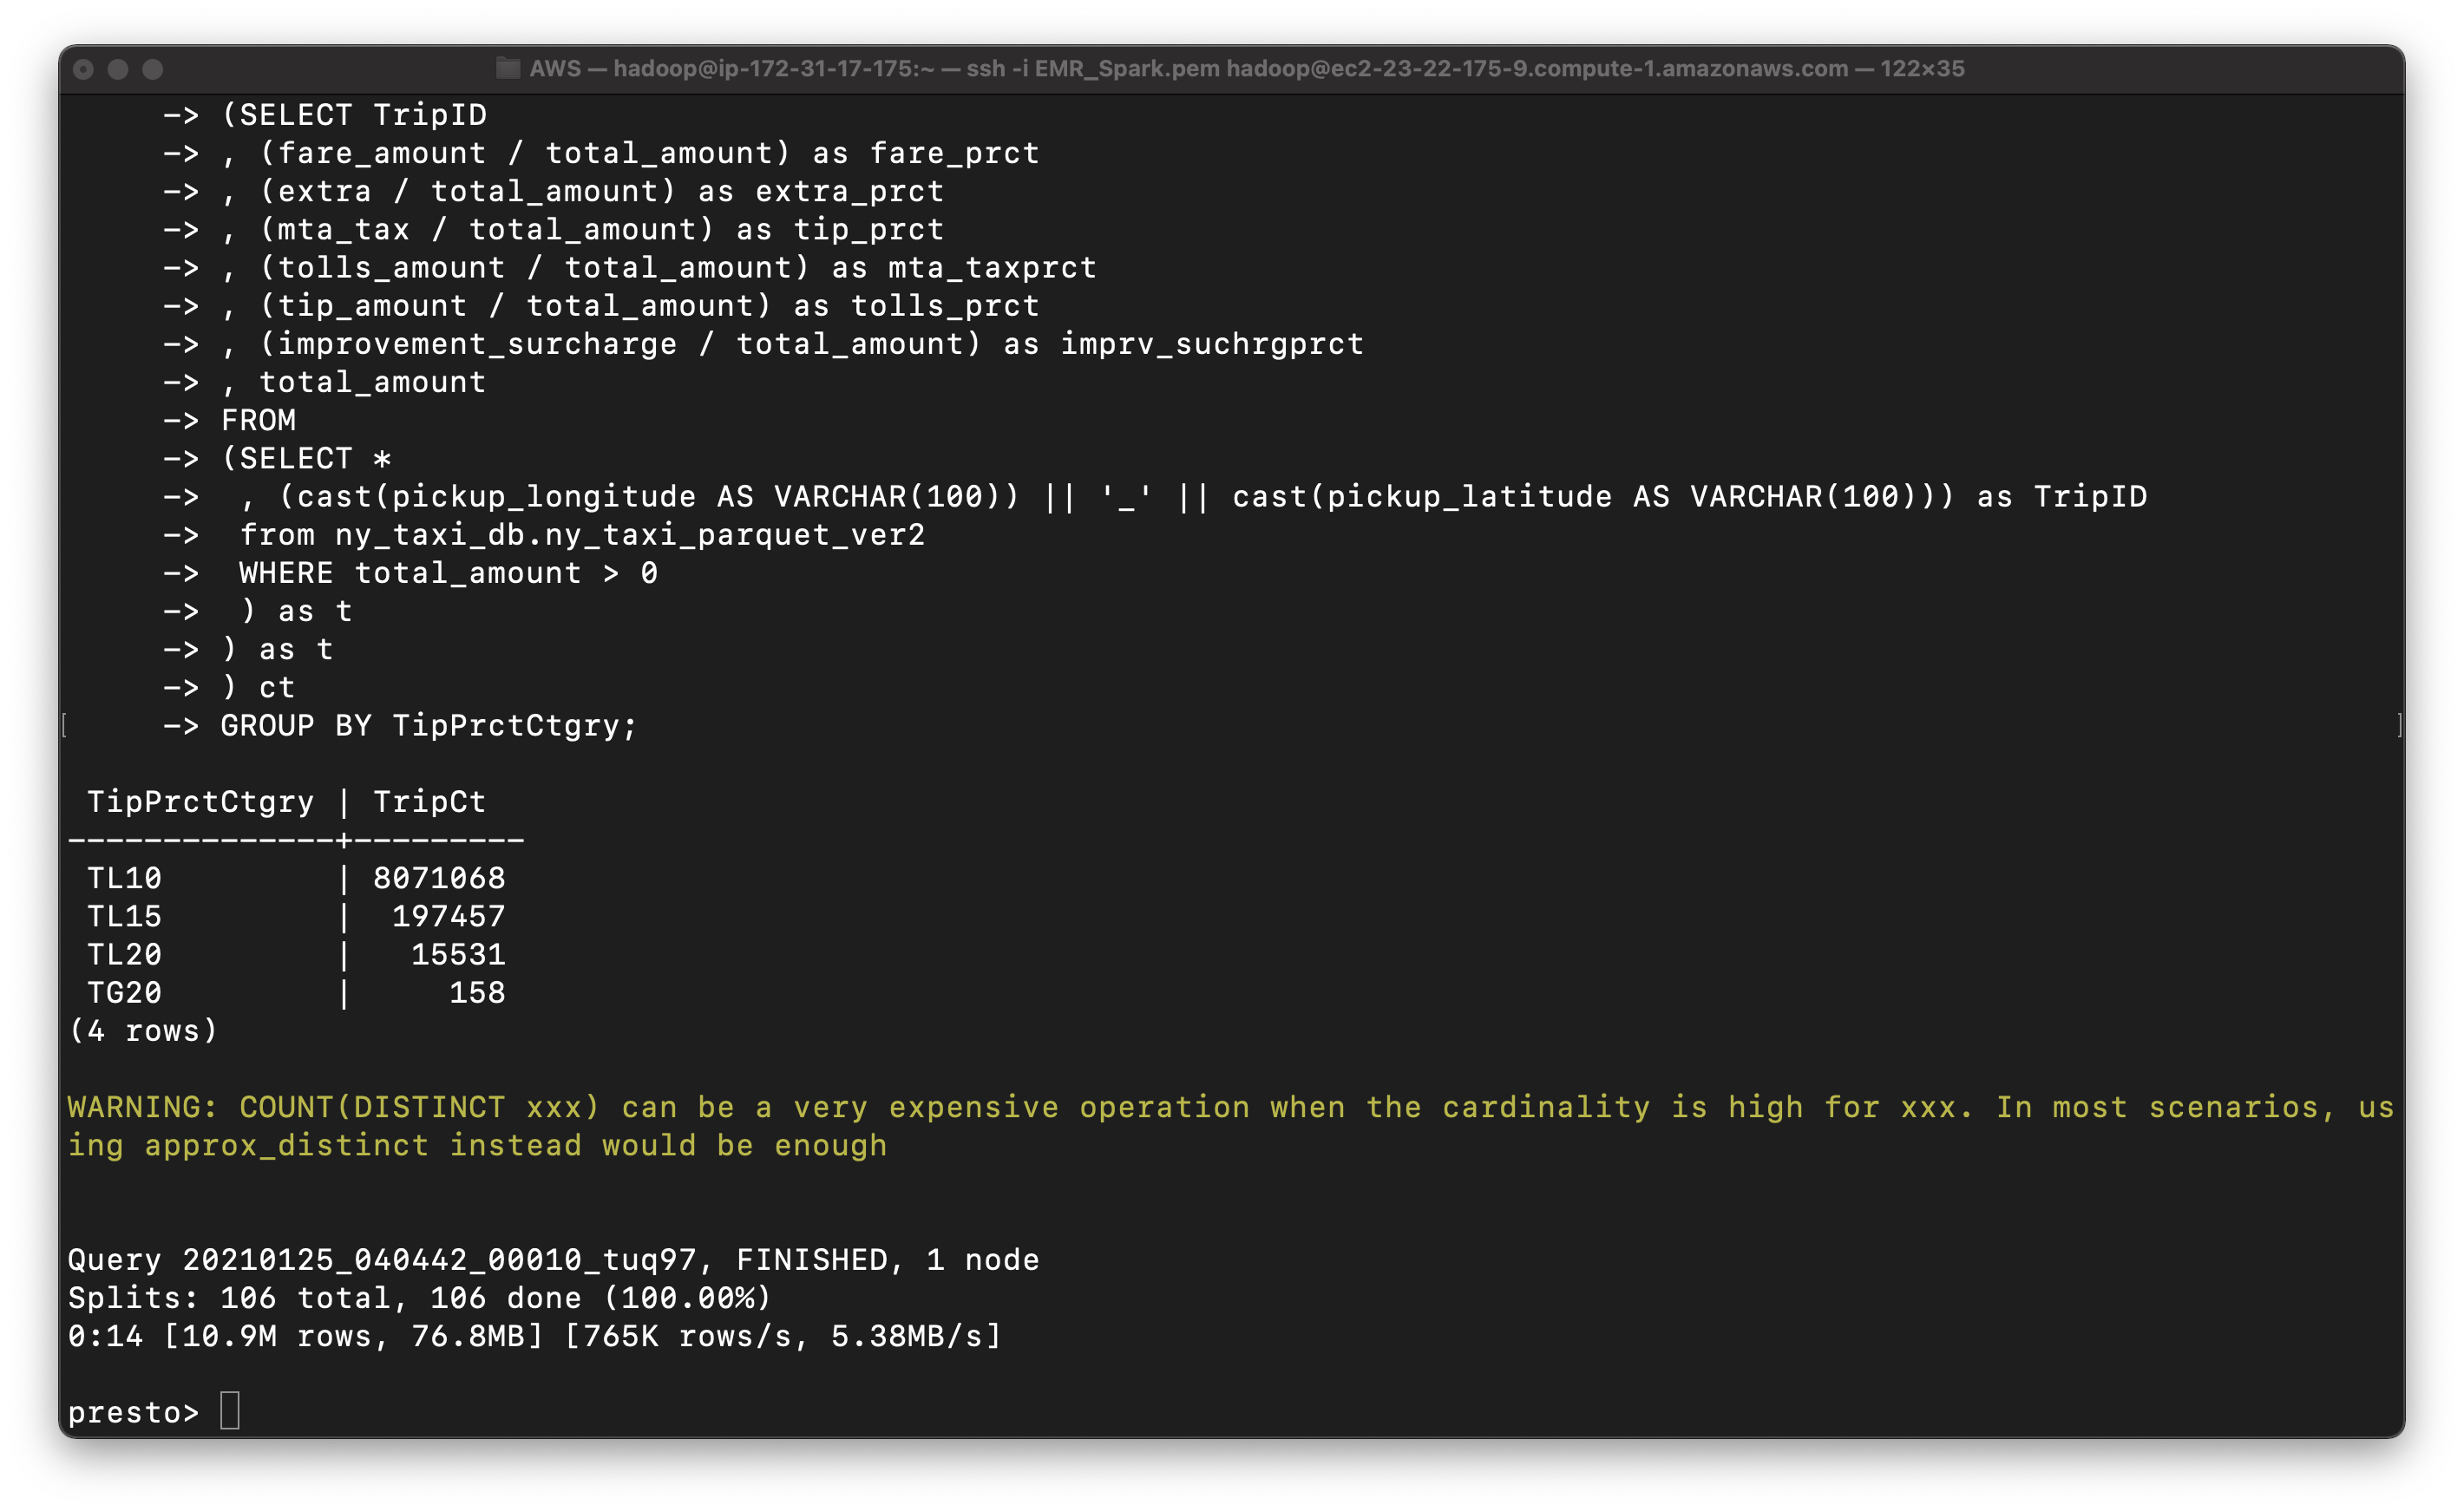 AWS — hadoop@ip-172-31-17-175:~ — ssh -i EMR_Spark.pem hadoop@ec2-23-22-175-9.compute-1.amazonaws.com — 122×35
-> (SELECT TripID
-> , (fare_amount / total_amount) as fare_prct
-> , (extra / total_amount) as extra_prct
-> , (mta_tax / total_amount) as tip_prct
-> , (tolls_amount / total_amount) as mta_taxprct
-> , (tip_amount / total_amount) as tolls_prct
-> , (improvement_surcharge / total_amount) as imprv_suchrgprct
-> , total_amount
-> FROM
-> (SELECT *
->  , (cast(pickup_longitude AS VARCHAR(100)) || '_' || cast(pickup_latitude AS VARCHAR(100))) as TripID
->  from ny_taxi_db.ny_taxi_parquet_ver2
->  WHERE total_amount > 0
->  ) as t
-> ) as t
-> ) ct
[ -> GROUP BY TipPrctCtgry; ]
TipPrctCtgry | TripCt
--------------+---------
TL10 | 8071068
TL15 | 197457
TL20 | 15531
TG20 | 158
(4 rows)
WARNING: COUNT(DISTINCT xxx) can be a very expensive operation when the cardinality is high for xxx. In most scenarios, us
ing approx_distinct instead would be enough
Query 20210125_040442_00010_tuq97, FINISHED, 1 node
Splits: 106 total, 106 done (100.00%)
0:14 [10.9M rows, 76.8MB] [765K rows/s, 5.38MB/s]
presto>